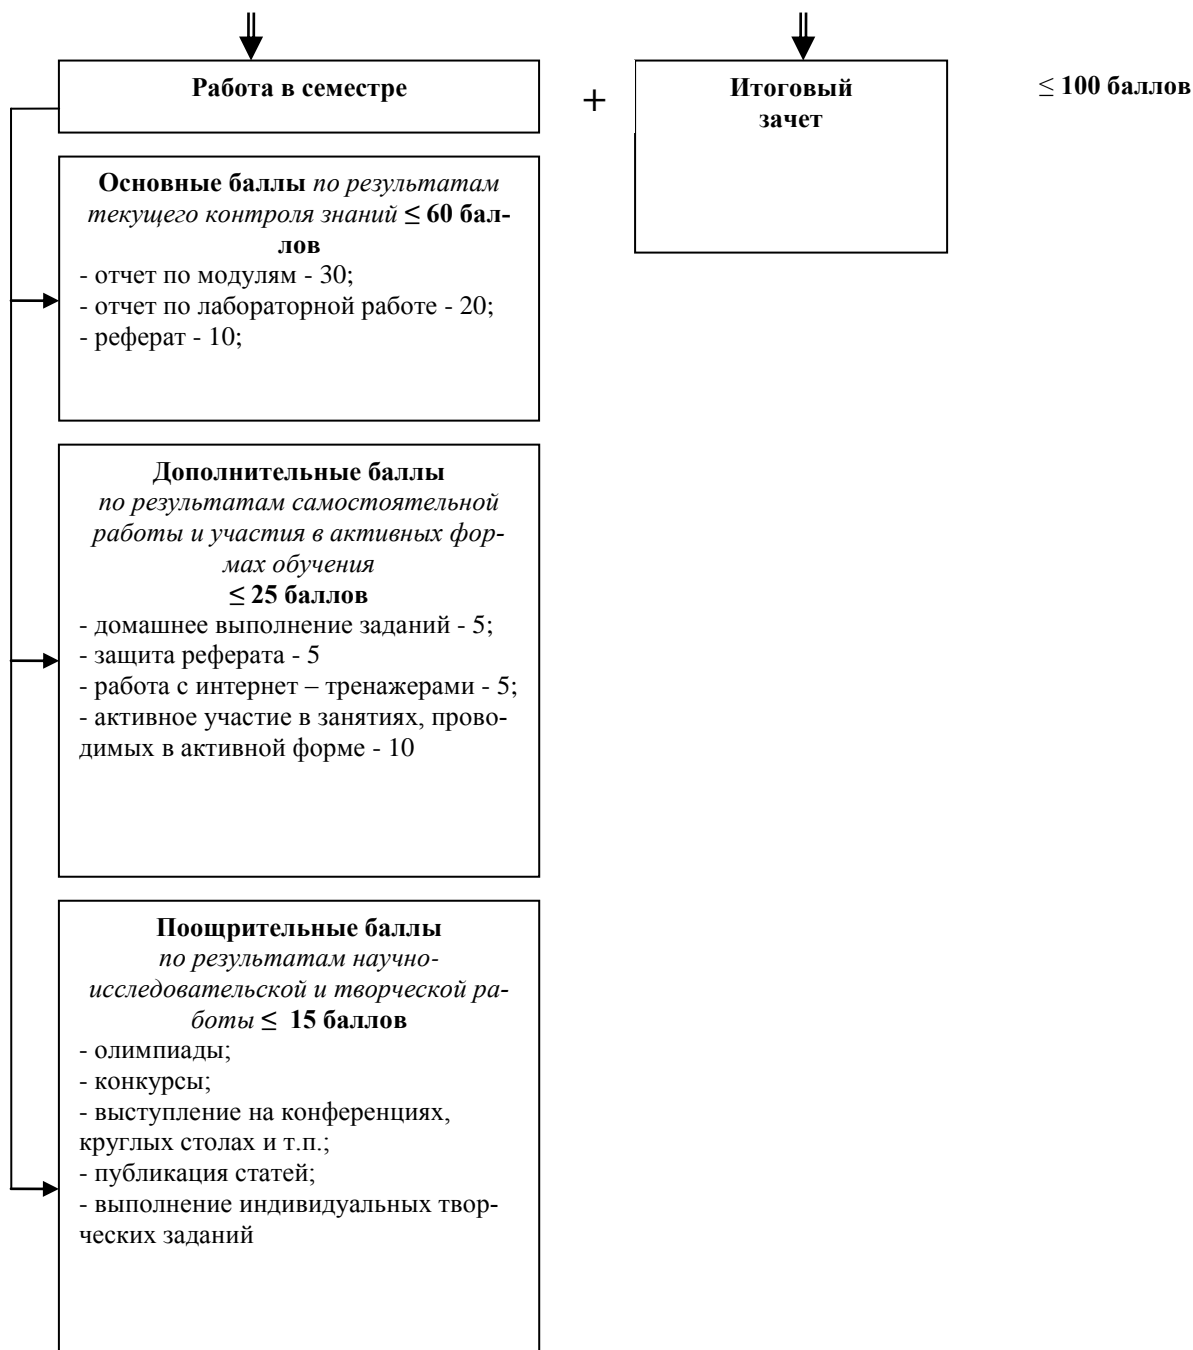 Работа в семестре
+
Итоговый
зачет
≤ 100 баллов
Основные баллы по результатам
текущего контроля знаний ≤ 60 бал-
лов
- отчет по модулям - 30;
- отчет по лабораторной работе - 20;
- реферат - 10;
Дополнительные баллы
по результатам самостоятельной
работы и участия в активных фор-
мах обучения
≤ 25 баллов
- домашнее выполнение заданий - 5;
- защита реферата - 5
- работа с интернет – тренажерами - 5;
- активное участие в занятиях, прово-
димых в активной форме - 10
Поощрительные баллы
по результатам научно-
исследовательской и творческой ра-
боты ≤ 15 баллов
- олимпиады;
- конкурсы;
- выступление на конференциях,
круглых столах и т.п.;
- публикация статей;
- выполнение индивидуальных твор-
ческих заданий